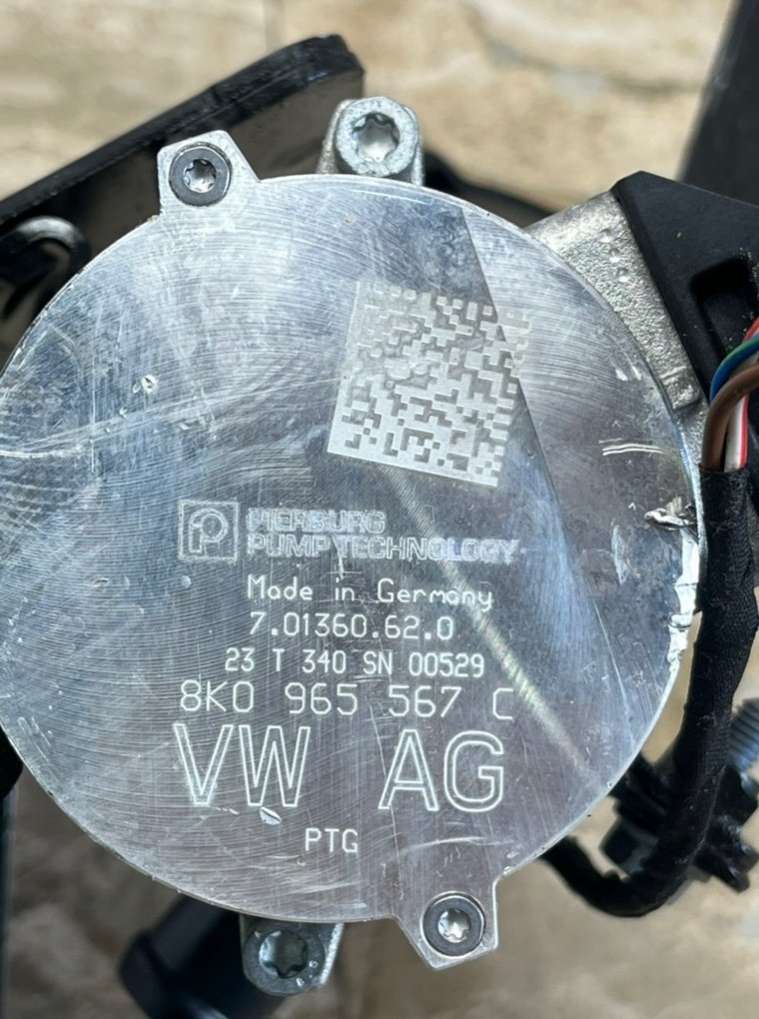 PIERBURG
PUMP TECHNOLOGY
Made in Germany
7.01360.62.0
23 T 340 SN 00529
8K0 965 567 C
VW AG
PTG